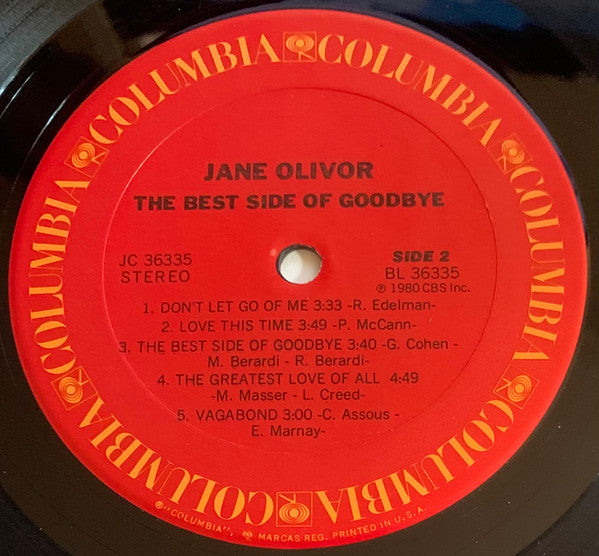 COLUMBIA COLUMBIA COLUMBIA COLUMBIA COLUMBIA COLUMBIA
JANE OLIVOR
THE BEST SIDE OF GOODBYE
JC 36335
STEREO
SIDE 2
BL 36335
℗ 1980 CBS Inc.
1. DON'T LET GO OF ME 3:33 -R. Edelman-
2. LOVE THIS TIME 3:49 -P. McCann-
3. THE BEST SIDE OF GOODBYE 3:40 -G. Cohen -
M. Berardi - R. Berardi-
4. THE GREATEST LOVE OF ALL 4:49
-M. Masser - L. Creed-
5. VAGABOND 3:00 -C. Assous -
E. Marnay-
®"COLUMBIA", MARCAS REG. PRINTED IN U.S.A.